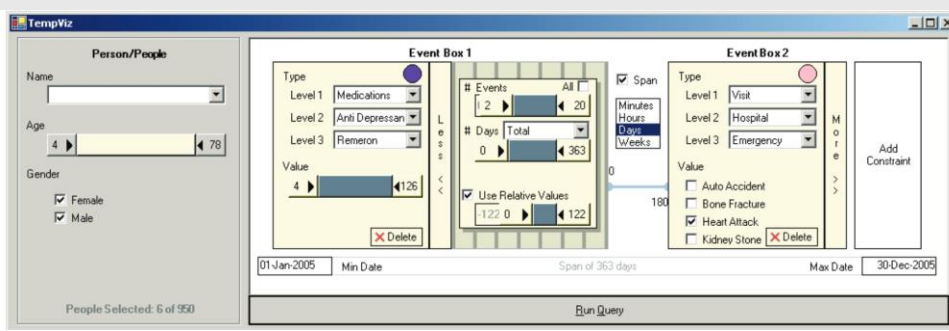 TempViz
Person/People
Name
Age
4 78
Gender
Female
Male
People Selected: 6 of 950
Event Box 1
Type
Level 1 Medications
Level 2 Anti Depressan
Level 3 Remeron
Value
4 126
Delete
Less <<
# Events All
2 20
# Days Total
0 363
Use Relative Values
-122 0 122
Span
Minutes
Hours
Days
Weeks
0
180
Event Box 2
Type
Level 1 Visit
Level 2 Hospital
Level 3 Emergency
Value
Auto Accident
Bone Fracture
Heart Attack
Kidney Stone Delete
More >>
Add
Constraint
01-Jan-2005 Min Date Span of 363 days Max Date 30-Dec-2005
Run Query